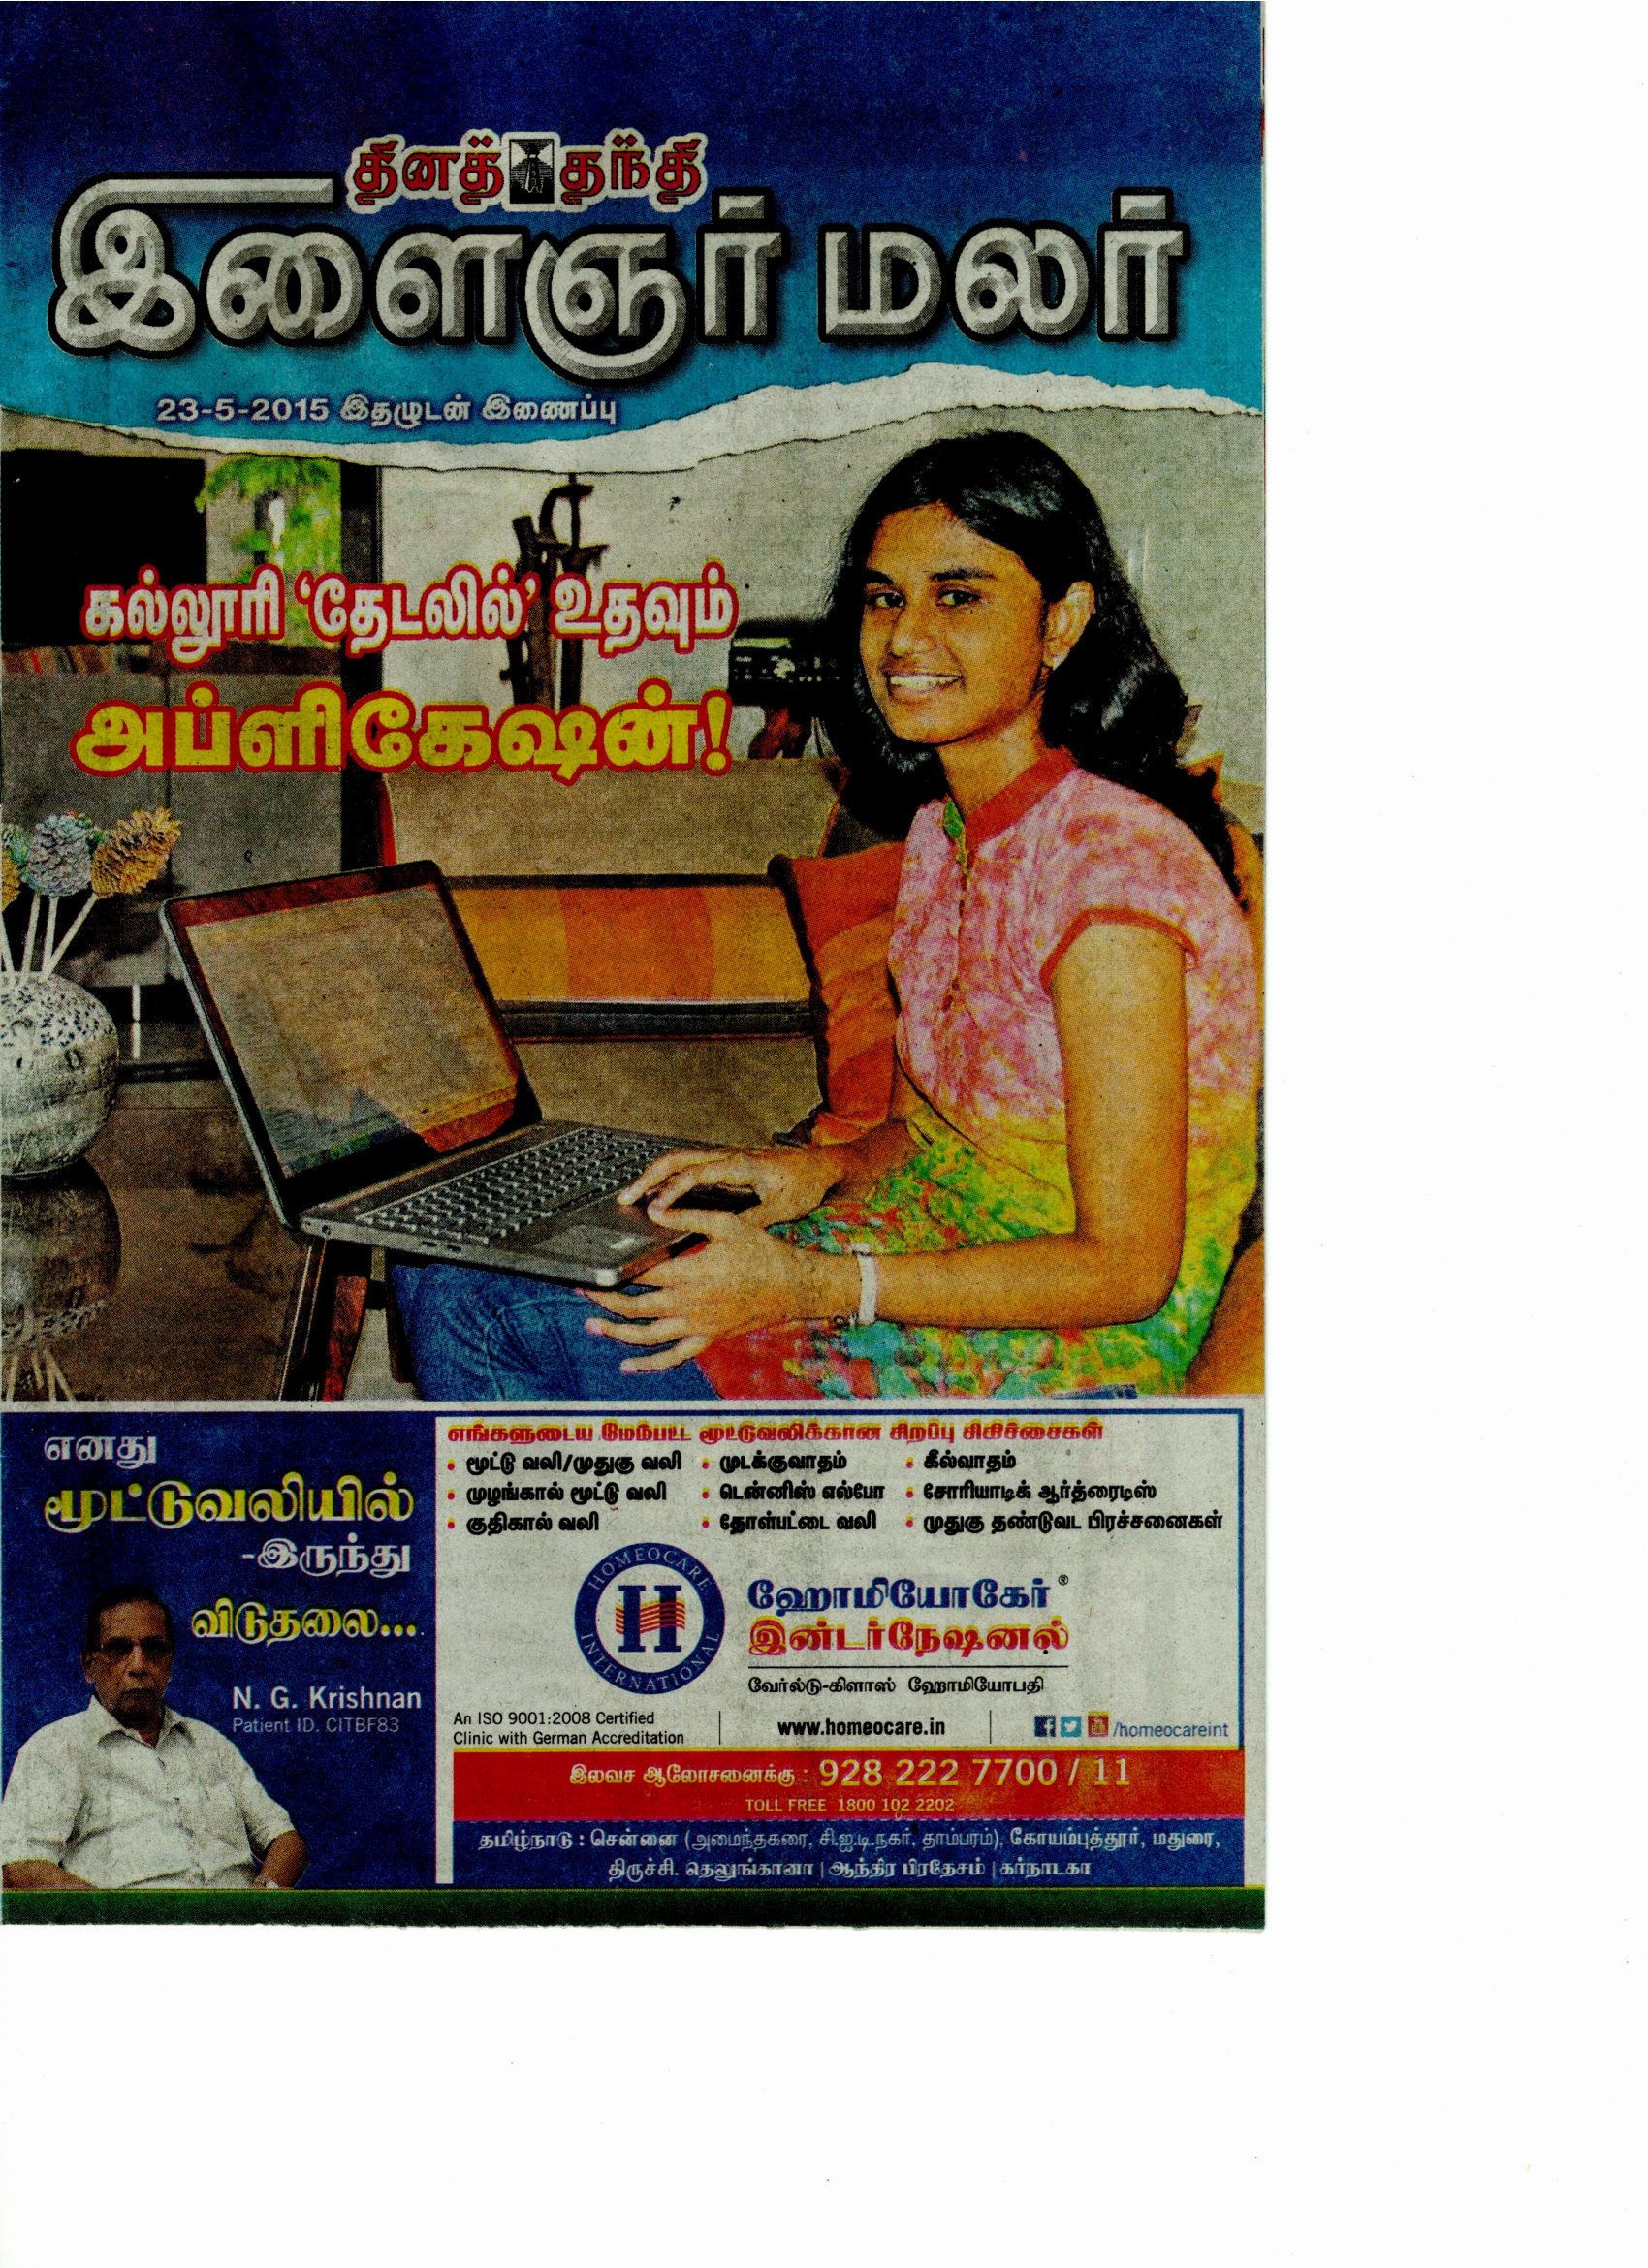 தினத் தந்தி
இளைஞர் மலர்
23-5-2015 இதழுடன் இணைப்பு
கல்லூரி ‘தேடலில்’ உதவும்
அப்ளிகேஷன்!
எனது
மூட்டுவலியில்
-இருந்து
விடுதலை...
N. G. Krishnan
Patient ID. CITBF83
எங்களுடைய மேம்பட்ட மூட்டுவலிக்கான சிறப்பு சிகிச்சைகள்
• மூட்டு வலி/முதுகு வலி • முடக்குவாதம் • கீல்வாதம்
• முழங்கால் மூட்டு வலி • டென்னிஸ் எல்போ • சோரியாடிக் ஆர்த்ரைடிஸ்
• குதிகால் வலி • தோள்பட்டை வலி • முதுகு தண்டுவட பிரச்சனைகள்
HOMEOCARE
H
INTERNATIONAL
ஹோமியோகேர்®
இன்டர்நேஷனல்
வேர்ல்டு-கிளாஸ் ஹோமியோபதி
An ISO 9001:2008 Certified
Clinic with German Accreditation
www.homeocare.in
/homeocareint
இலவச ஆலோசனைக்கு : 928 222 7700 / 11
TOLL FREE 1800 102 2202
தமிழ்நாடு : சென்னை (அமைந்தகரை, சி.ஐ.டி.நகர், தாம்பரம்), கோயம்புத்தூர், மதுரை,
திருச்சி. தெலுங்கானா | ஆந்திர பிரதேசம் | கர்நாடகா